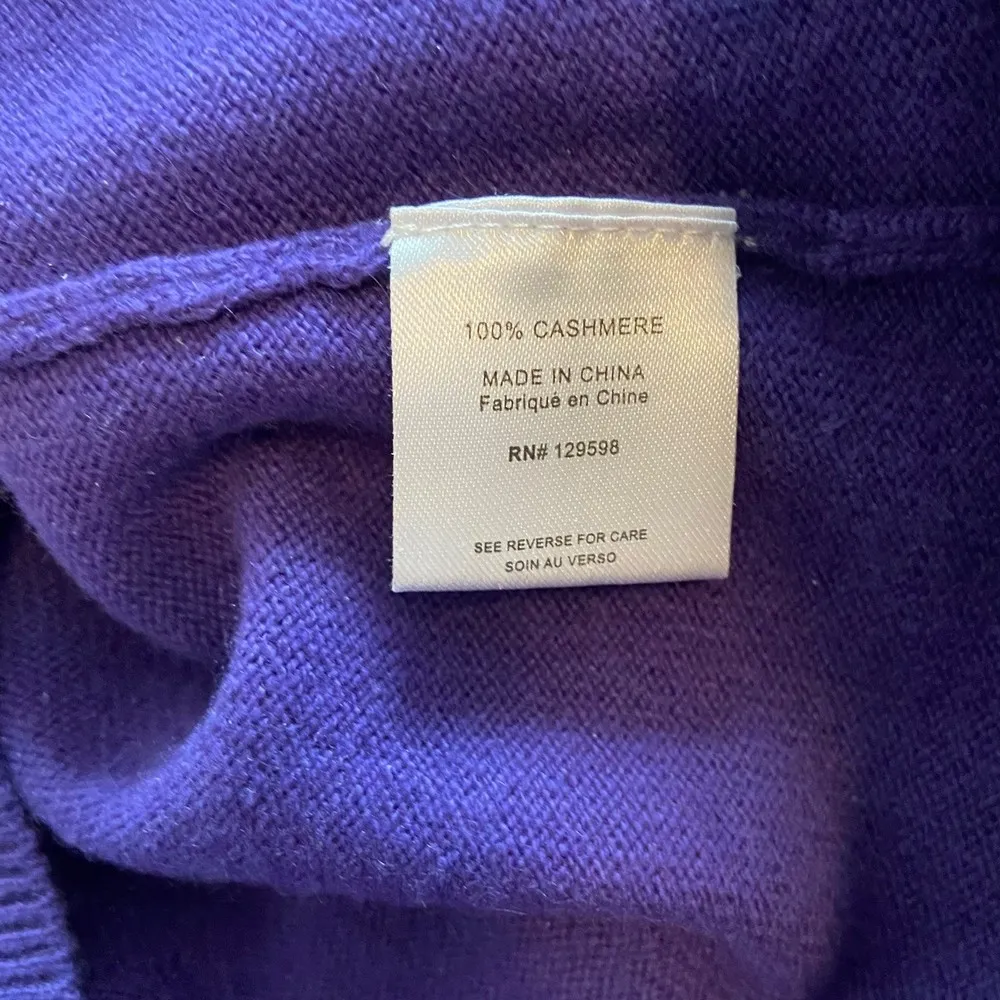 100% CASHMERE
MADE IN CHINA
Fabriqué en Chine
RN# 129598
SEE REVERSE FOR CARE
SOIN AU VERSO